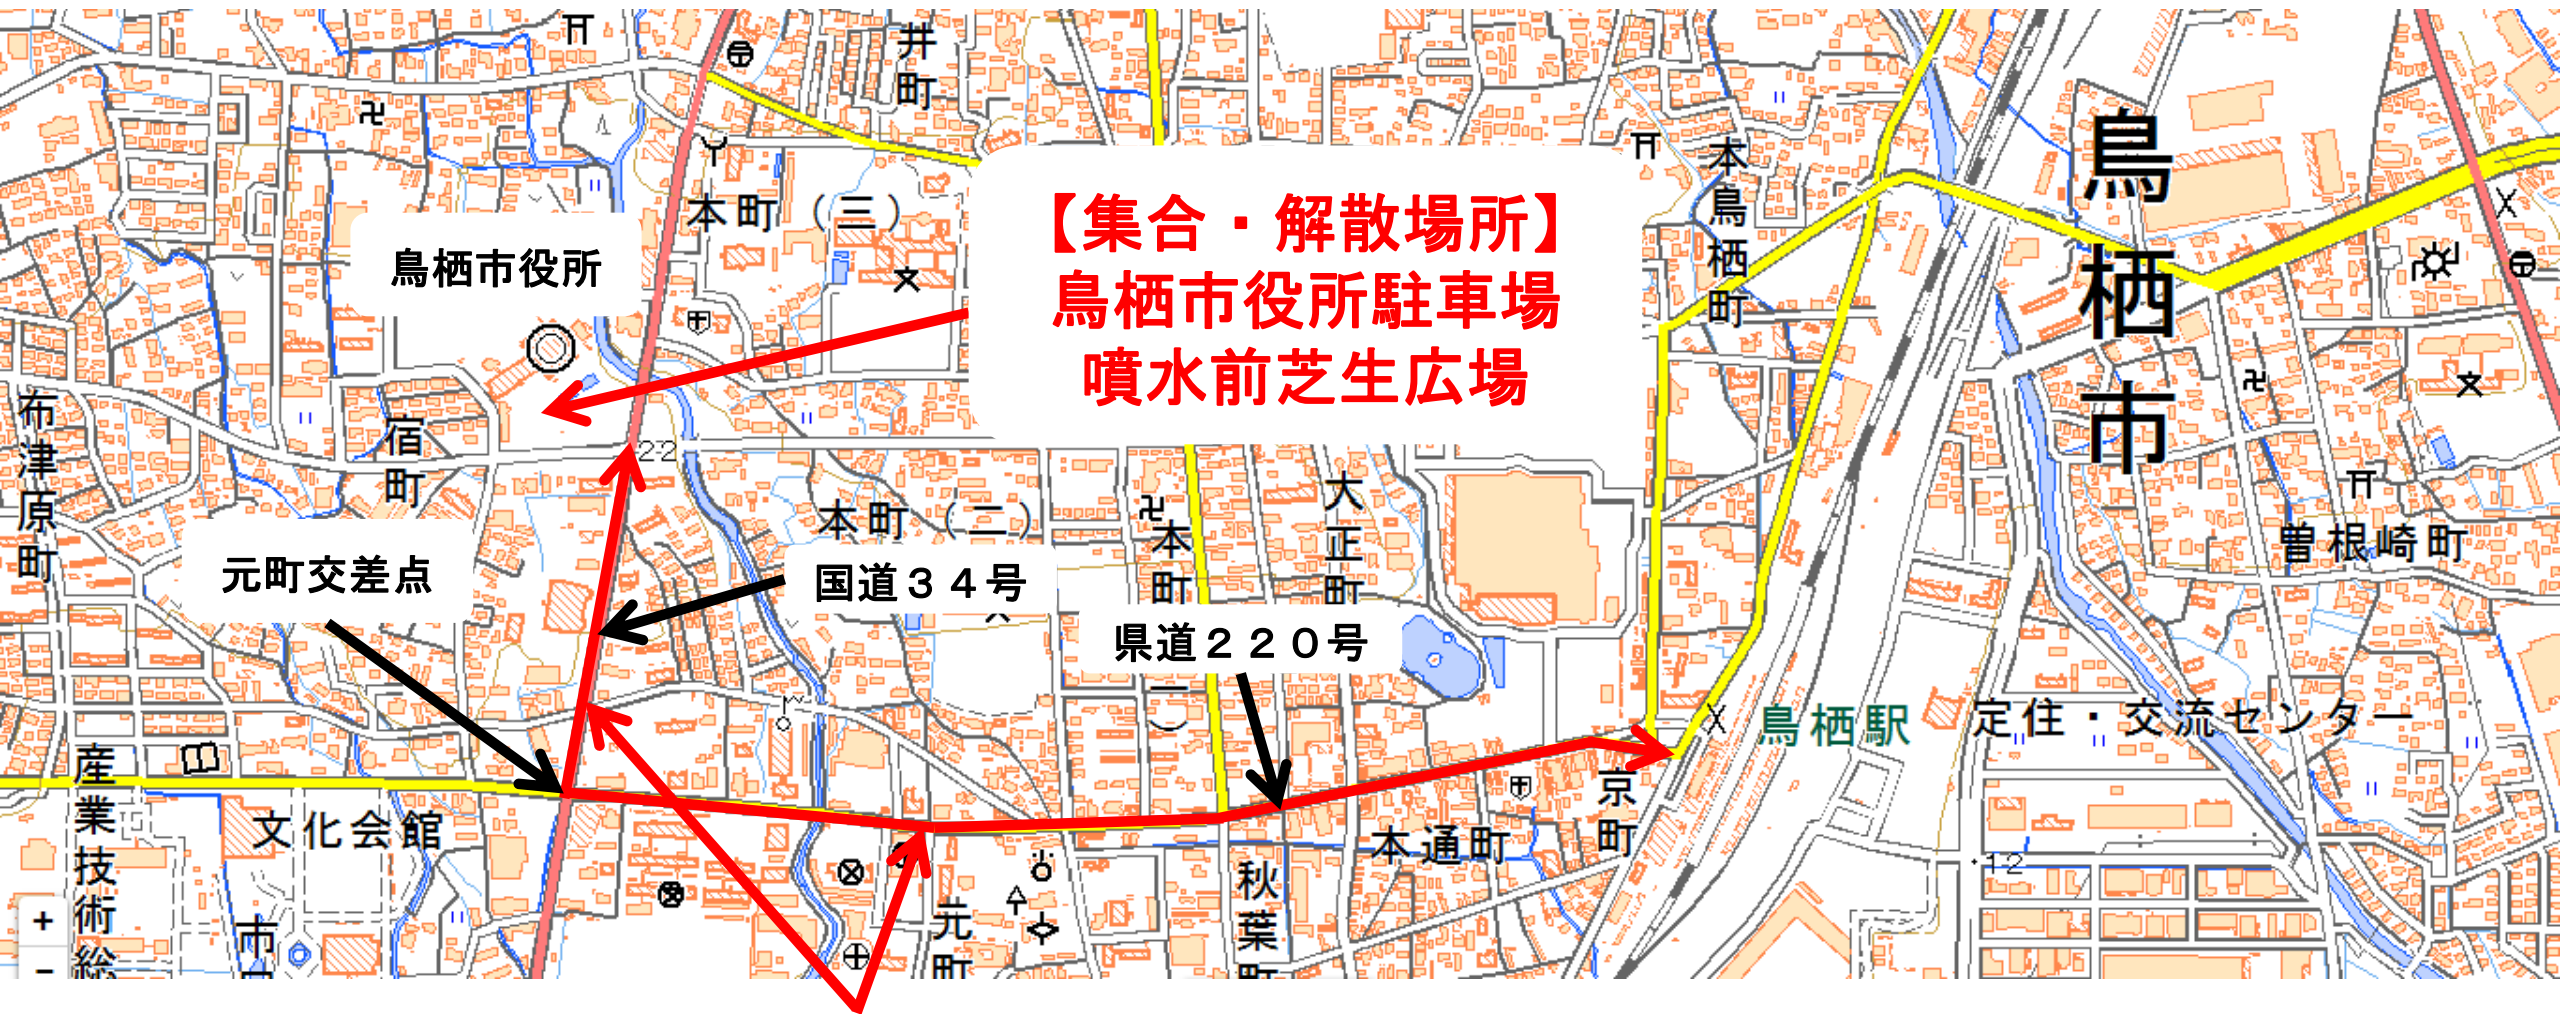 井町
本町（三）
鳥栖市役所
【集合・解散場所】
鳥栖市役所駐車場
噴水前芝生広場
本鳥栖町
鳥栖市
布津原町
宿町
22
本町（二）
本町
一）
大正町
曽根崎町
元町交差点
国道３４号
県道２２０号
鳥栖駅
定住・交流センター
産業技術総
文化会館
京町
本通町
秋葉町
元町
市
12
+
-